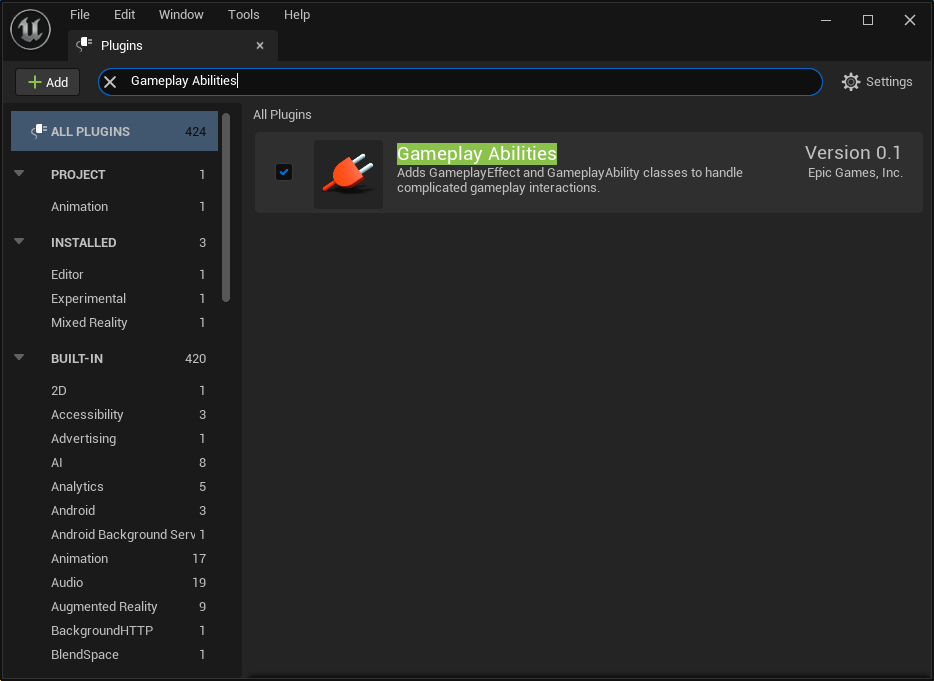 File Edit Window Tools Help
Plugins
Add
Gameplay Abilities
Settings
ALL PLUGINS 424
PROJECT 1
Animation 1
INSTALLED 3
Editor 1
Experimental 1
Mixed Reality 1
BUILT-IN 420
2D 1
Accessibility 3
Advertising 1
AI 8
Analytics 5
Android 3
Android Background Serv 1
Animation 17
Audio 19
Augmented Reality 9
BackgroundHTTP 1
BlendSpace 1
All Plugins
Gameplay Abilities
Adds GameplayEffect and GameplayAbility classes to handle
complicated gameplay interactions.
Version 0.1
Epic Games, Inc.